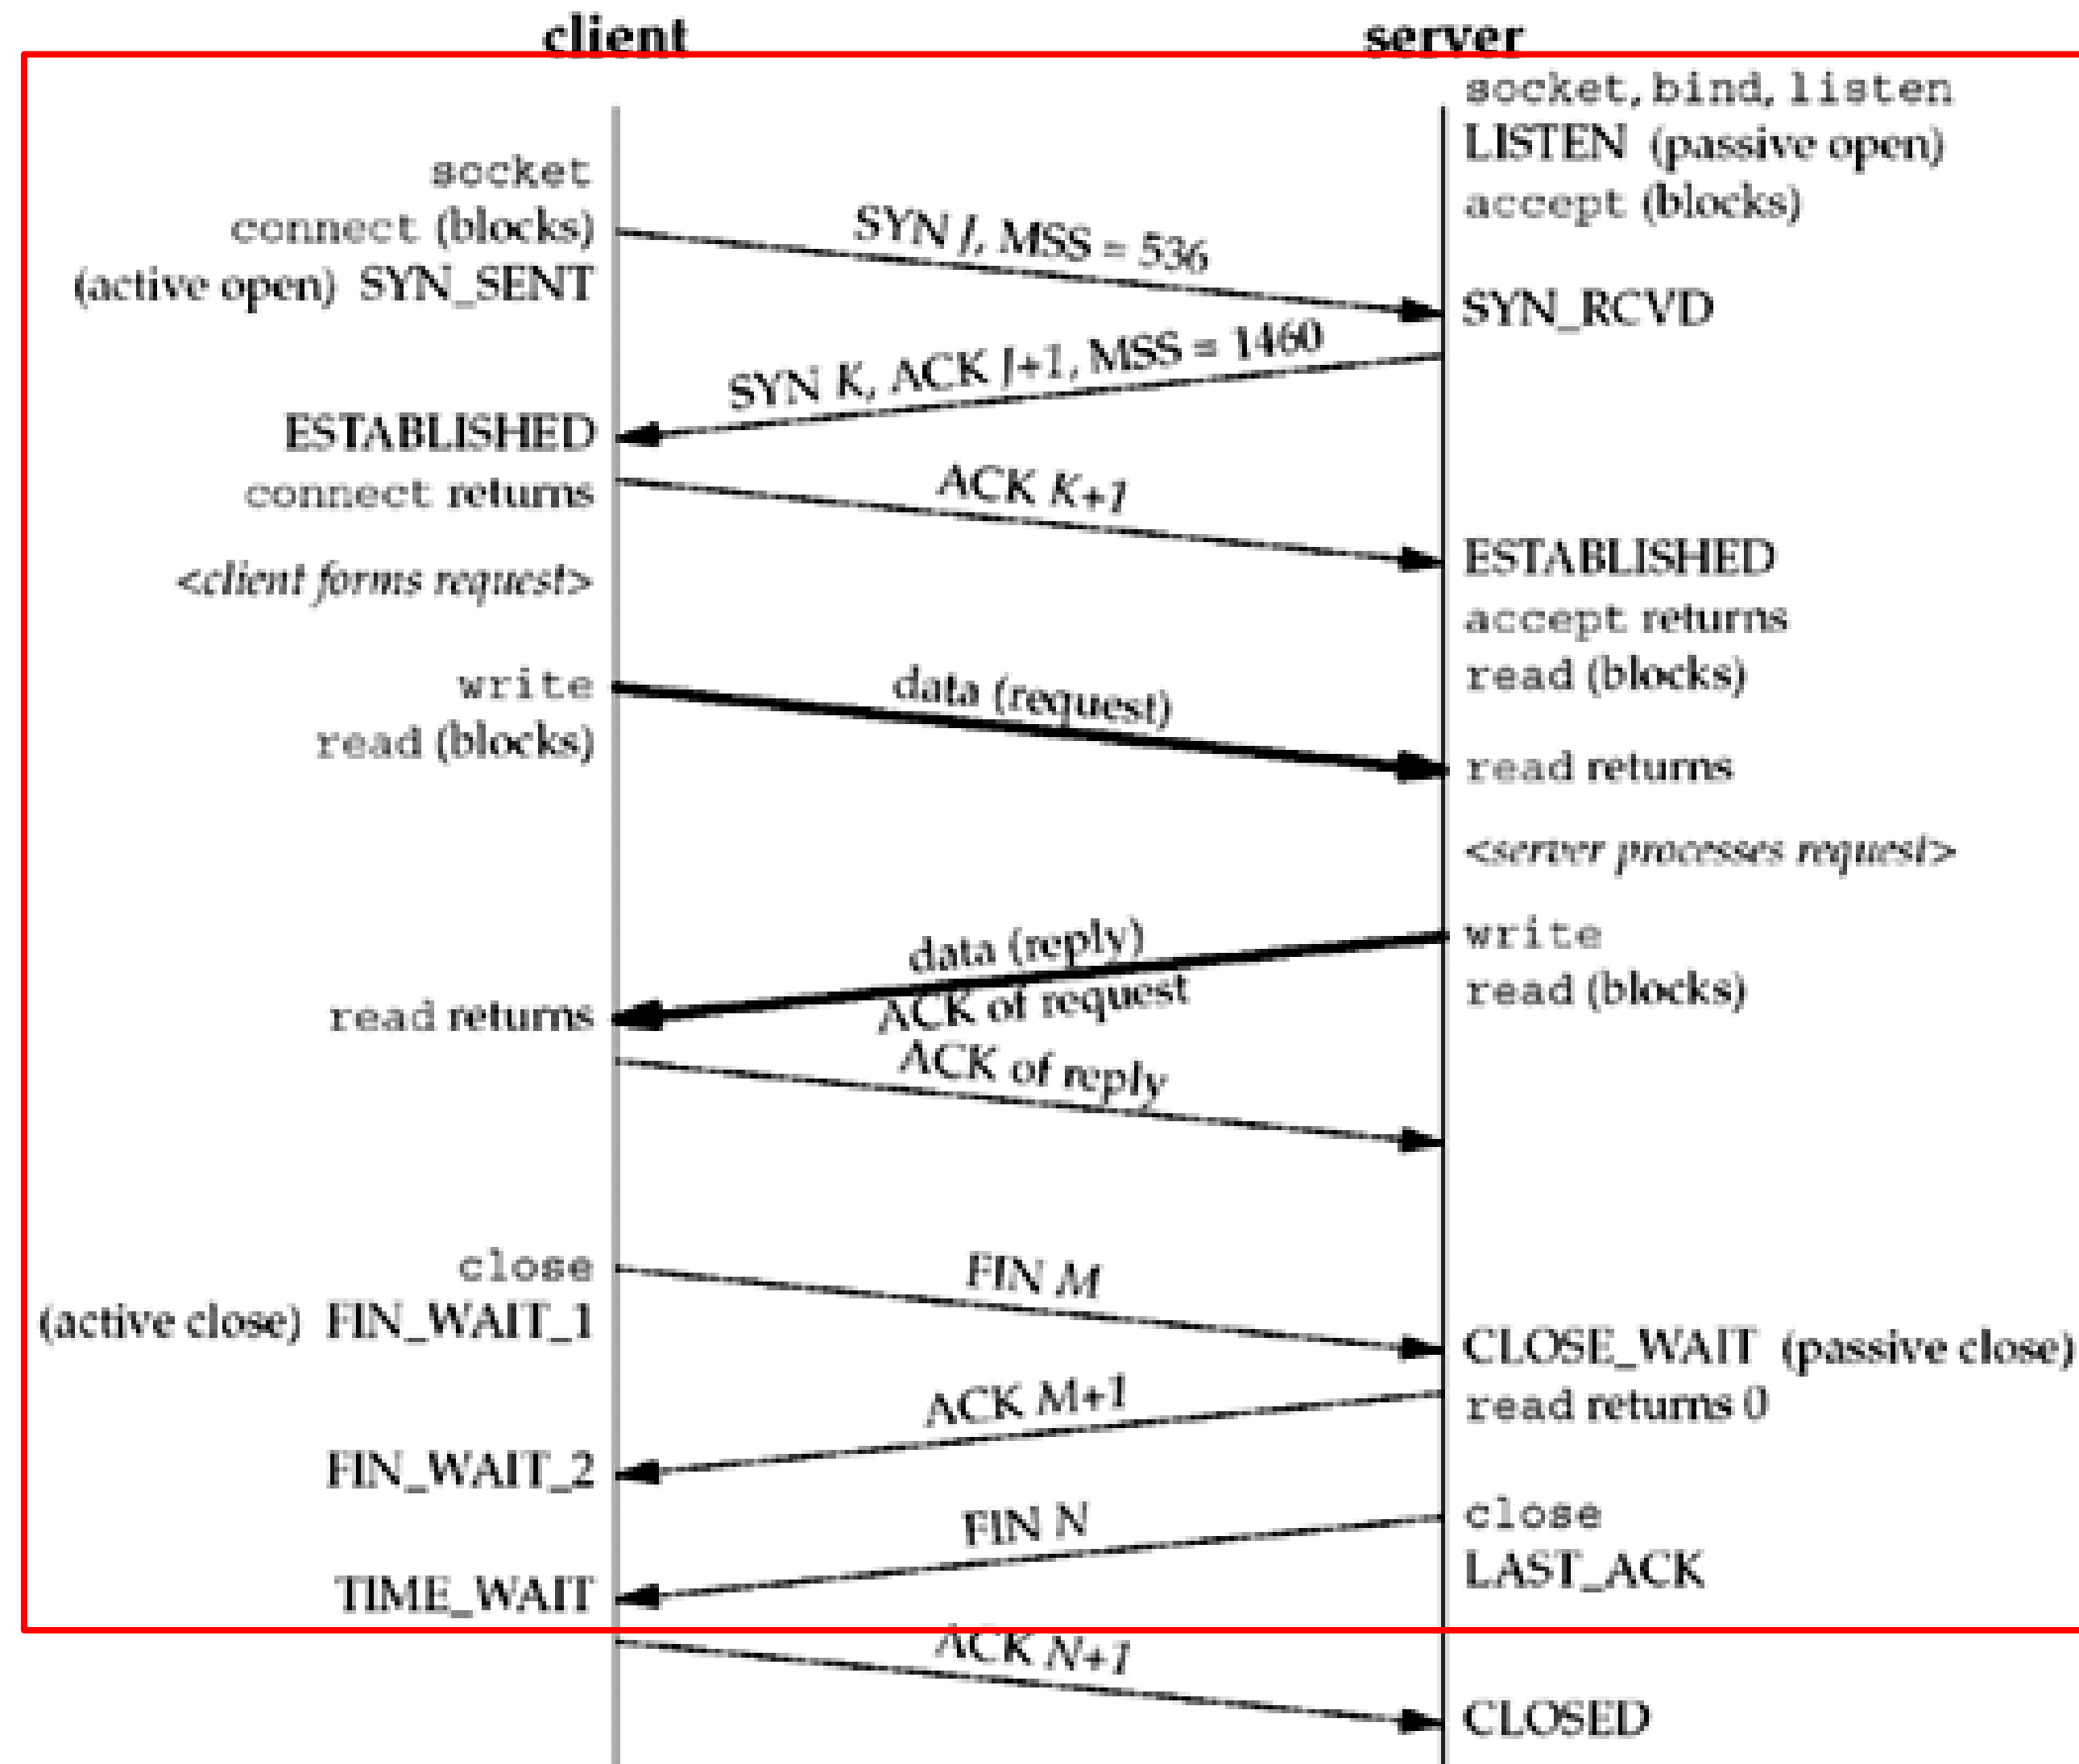 client server
socket, bind, listen
LISTEN (passive open)
socket
accept (blocks)
connect (blocks)
SYN J, MSS = 536
(active open) SYN_SENT
SYN_RCVD
SYN K, ACK J+1, MSS = 1460
ESTABLISHED
connect returns
ACK K+1
ESTABLISHED
<client forms request>
accept returns
read (blocks)
write
data (request)
read (blocks)
read returns
<server processes request>
write
data (reply)
read (blocks)
ACK of request
read returns
ACK of reply
close
FIN M
(active close) FIN_WAIT_1
CLOSE_WAIT (passive close)
ACK M+1
read returns 0
FIN_WAIT_2
close
FIN N
LAST_ACK
TIME_WAIT
ACK N+1
CLOSED